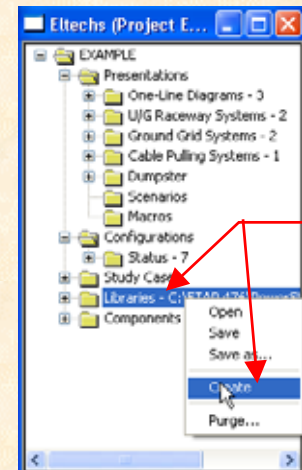 Eltechs (Project E...
EXAMPLE
Presentations
One-Line Diagrams - 3
U/G Raceway Systems - 2
Ground Grid Systems - 2
Cable Pulling Systems - 1
Dumpster
Scenarios
Macros
Configurations
Status - 7
Study Case
Libraries - C:\ETAP
Components
Open
Save
Save as...
Create
Purge...